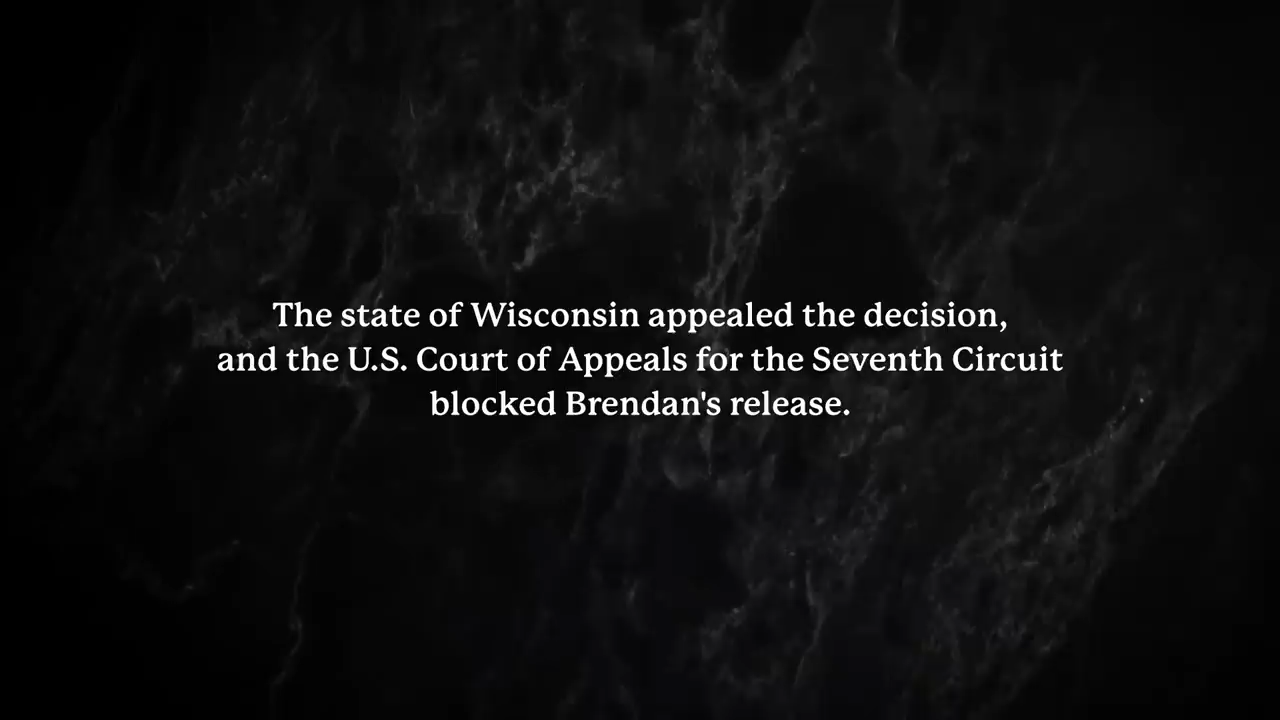 The state of Wisconsin appealed the decision,
and the U.S. Court of Appeals for the Seventh Circuit
blocked Brendan's release.